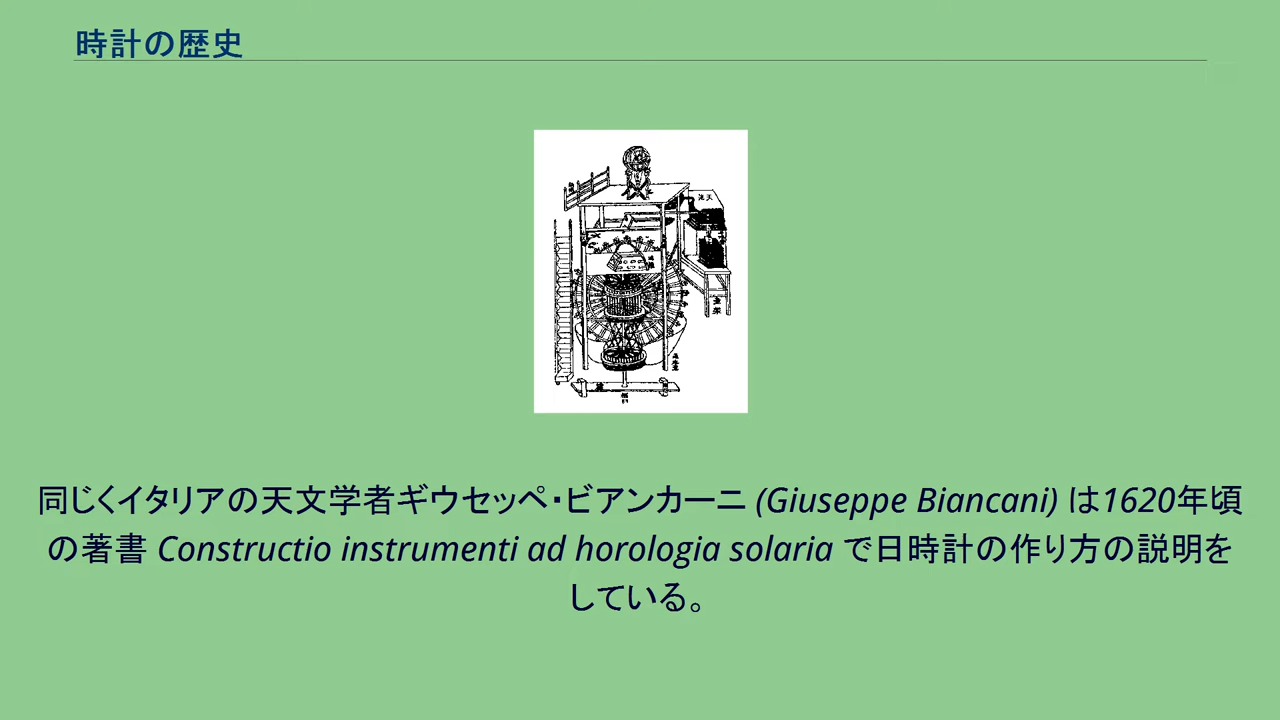 時計の歴史
同じくイタリアの天文学者ギウセッペ・ビアンカーニ (Giuseppe Biancani) は1620年頃
の著書 Constructio instrumenti ad horologia solaria で日時計の作り方の説明を
している。